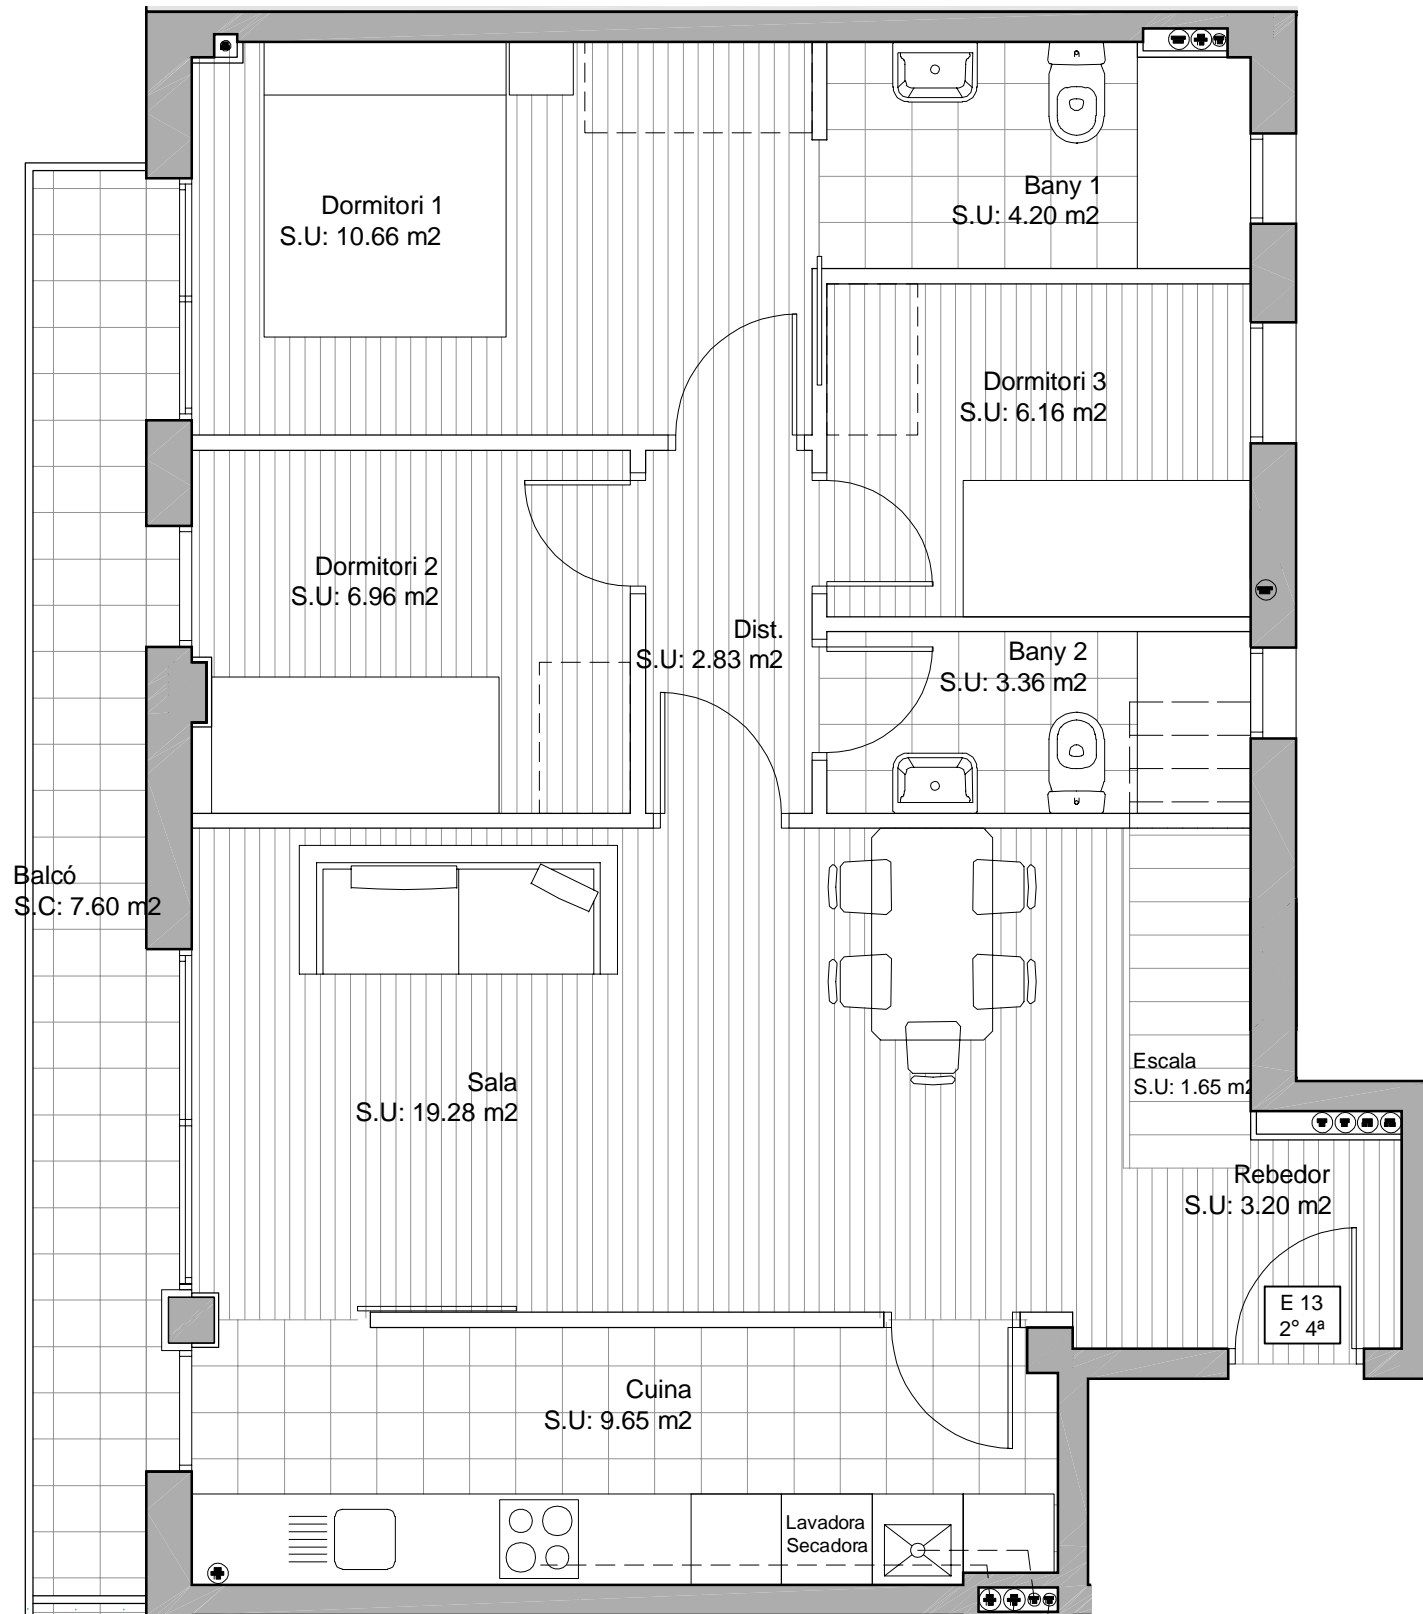 Dormitori 1
S.U: 10.66 m2
Bany 1
S.U: 4.20 m2
Dormitori 3
S.U: 6.16 m2
Dormitori 2
S.U: 6.96 m2
Dist.
S.U: 2.83 m2
Bany 2
S.U: 3.36 m2
Balcó
S.C: 7.60 m2
Sala
S.U: 19.28 m2
Escala
S.U: 1.65 m2
Rebedor
S.U: 3.20 m2
E 13
2° 4ª
Cuina
S.U: 9.65 m2
Lavadora
Secadora